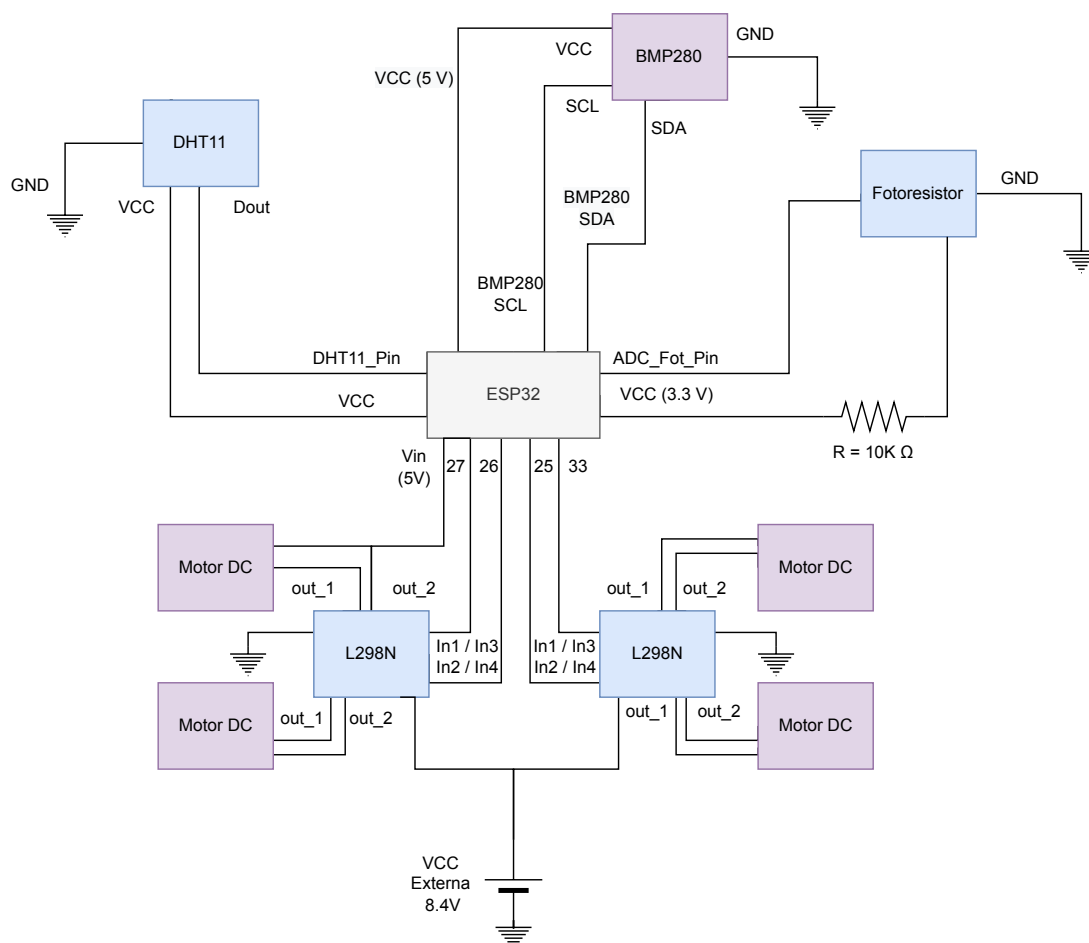 GND
VCC
BMP280
VCC (5 V)
SCL
SDA
DHT11
GND
VCC
Dout
Fotoresistor
GND
BMP280
SDA
BMP280
SCL
DHT11_Pin
ADC_Fot_Pin
ESP32
VCC
VCC (3.3 V)
R = 10K Ω
Vin
(5V)
27
26
25
33
Motor DC
out_1
out_2
out_1
out_2
Motor DC
L298N
In1 / In3
In2 / In4
In1 / In3
In2 / In4
L298N
Motor DC
out_1
out_2
out_1
out_2
Motor DC
VCC
Externa
8.4V